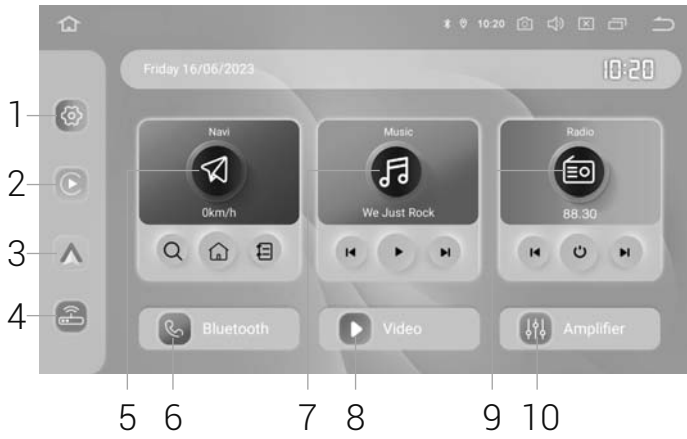 10:20
Friday 16/06/2023
10:20
1
2
3
4
Navi
0km/h
Music
We Just Rock
Radio
88.30
Bluetooth
Video
Amplifier
5 6 7 8 9 10